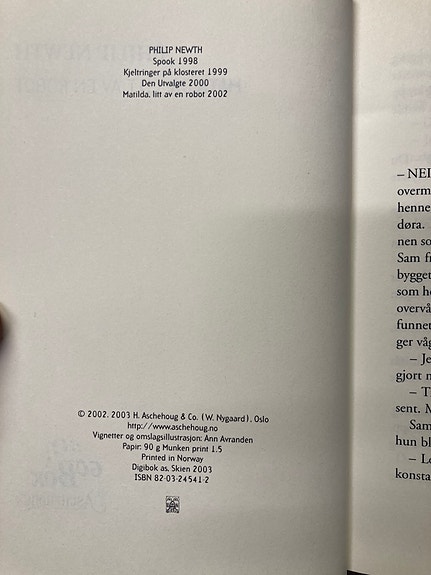 PHILIP NEWTH
Spook 1998
Kjeltringer på klosteret 1999
Den Utvalgte 2000
Matilda, litt av en robot 2002
© 2002, 2003 H. Aschehoug & Co. (W. Nygaard), Oslo
http://www.aschehoug.no
Vignetter og omslagsillustrasjon: Ann Avranden
Papir: 90 g Munken print 1.5
Printed in Norway
Digibok as, Skien 2003
ISBN 82-03-24541-2
– NEI
overm
henne
døra.
nen so
Sam f
bygget
som h
overvå
funnet
ger våg
– Je
gjort n
– T
sent. M
Sam
hun bl
– L
konsta